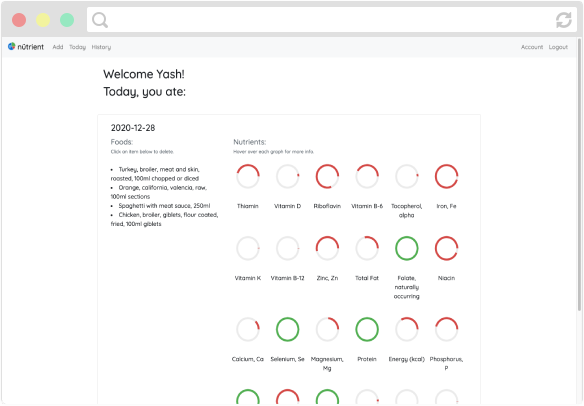 nütrient Add Today History Account Logout
Welcome Yash!
Today, you ate:
2020-12-28
Foods:
Click an item below to delete.
• Turkey, broiler, meat and skin,
roasted, 100ml chopped or diced
• Orange, california, valencia, raw,
100ml sections
• Spaghetti with meat sauce, 250ml
• Chicken, broiler, giblets, flour coated,
fried, 100ml giblets
Nutrients:
Hover over each graph for more info.
Thiamin Vitamin D Riboflavin Vitamin B-6 Tocopherol, Iron, Fe
alpha
Vitamin K Vitamin B-12 Zinc, Zn Total Fat Folate, Niacin
naturally
occurring
Calcium, Ca Selenium, Se Magnesium, Protein Energy (kcal) Phosphorus,
Mg P